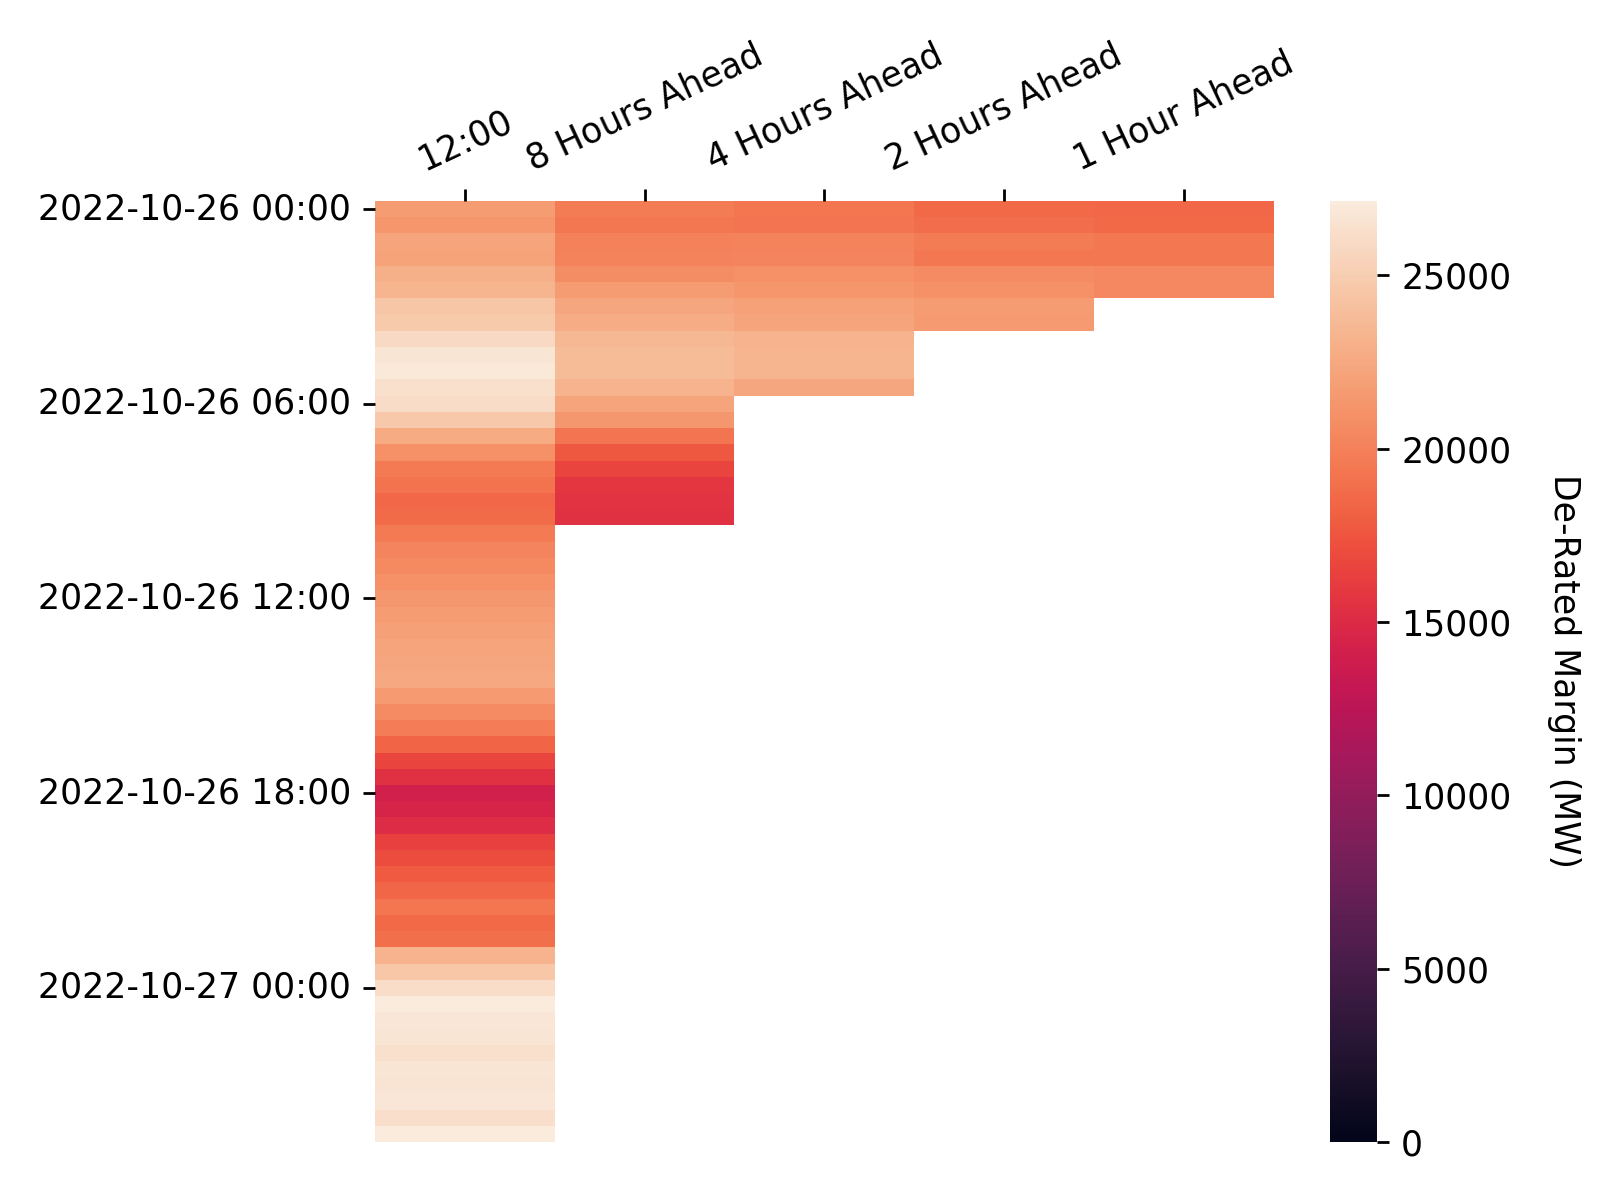 12:00
8 Hours Ahead
4 Hours Ahead
2 Hours Ahead
1 Hour Ahead
2022-10-26 00:00
2022-10-26 06:00
2022-10-26 12:00
2022-10-26 18:00
2022-10-27 00:00
25000
20000
15000
10000
5000
0
De-Rated Margin (MW)